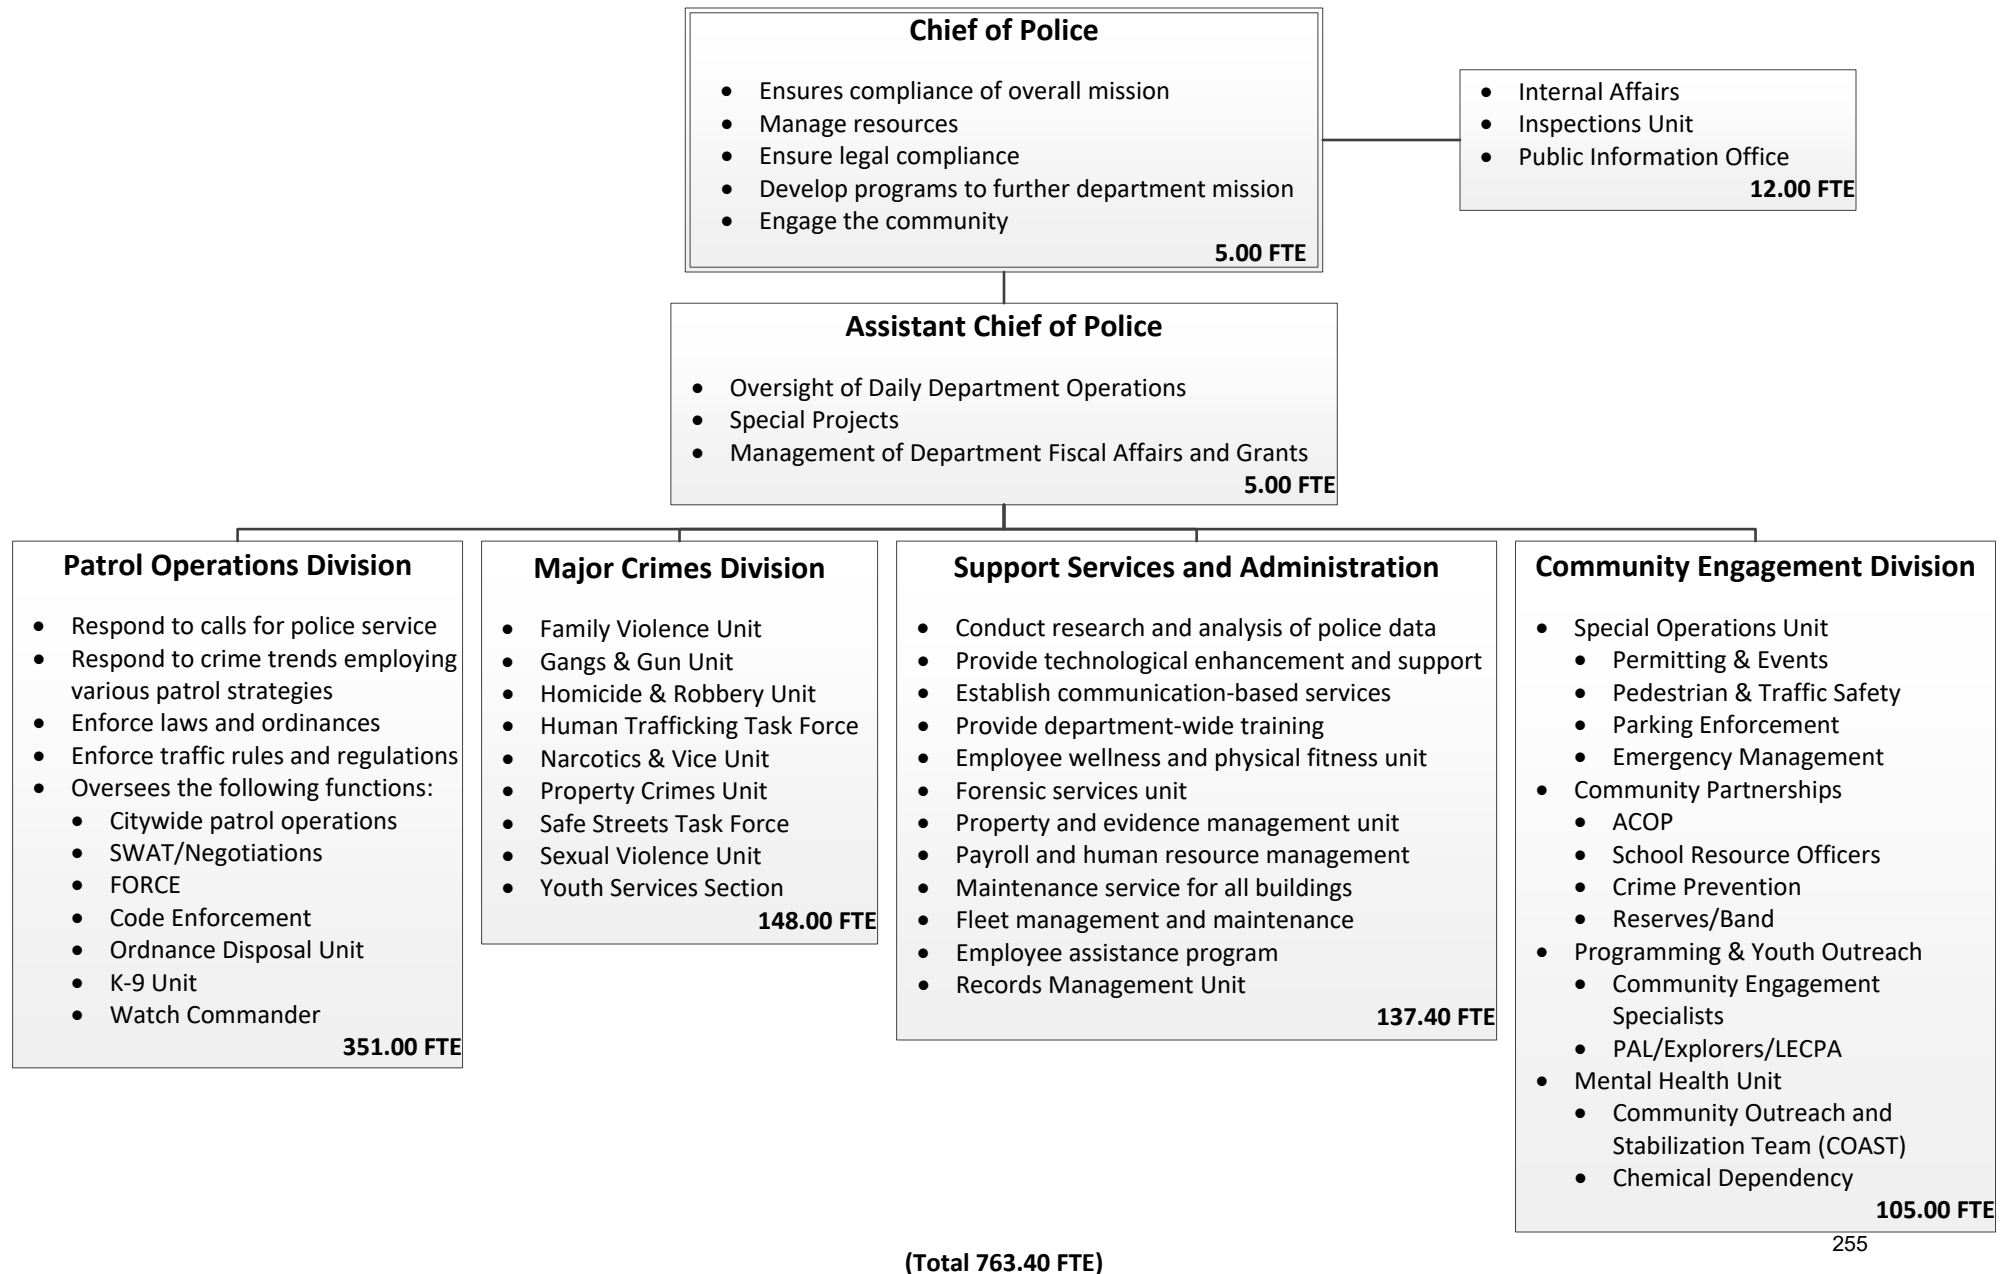 Chief of Police
• Ensures compliance of overall mission
• Manage resources
• Ensure legal compliance
• Develop programs to further department mission
• Engage the community
5.00 FTE
• Internal Affairs
• Inspections Unit
• Public Information Office
12.00 FTE
Assistant Chief of Police
• Oversight of Daily Department Operations
• Special Projects
• Management of Department Fiscal Affairs and Grants
5.00 FTE
Patrol Operations Division
• Respond to calls for police service
• Respond to crime trends employing
various patrol strategies
• Enforce laws and ordinances
• Enforce traffic rules and regulations
• Oversees the following functions:
• Citywide patrol operations
• SWAT/Negotiations
• FORCE
• Code Enforcement
• Ordnance Disposal Unit
• K-9 Unit
• Watch Commander
351.00 FTE
Major Crimes Division
• Family Violence Unit
• Gangs & Gun Unit
• Homicide & Robbery Unit
• Human Trafficking Task Force
• Narcotics & Vice Unit
• Property Crimes Unit
• Safe Streets Task Force
• Sexual Violence Unit
• Youth Services Section
148.00 FTE
Support Services and Administration
• Conduct research and analysis of police data
• Provide technological enhancement and support
• Establish communication-based services
• Provide department-wide training
• Employee wellness and physical fitness unit
• Forensic services unit
• Property and evidence management unit
• Payroll and human resource management
• Maintenance service for all buildings
• Fleet management and maintenance
• Employee assistance program
• Records Management Unit
137.40 FTE
Community Engagement Division
• Special Operations Unit
• Permitting & Events
• Pedestrian & Traffic Safety
• Parking Enforcement
• Emergency Management
• Community Partnerships
• ACOP
• School Resource Officers
• Crime Prevention
• Reserves/Band
• Programming & Youth Outreach
• Community Engagement
Specialists
• PAL/Explorers/LECPA
• Mental Health Unit
• Community Outreach and
Stabilization Team (COAST)
• Chemical Dependency
105.00 FTE
255
(Total 763.40 FTE)